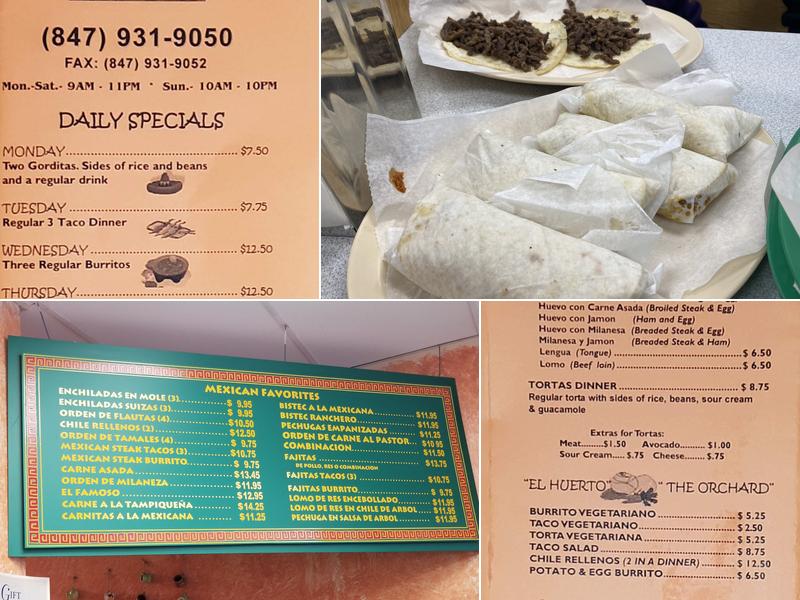 (847) 931-9050
FAX: (847) 931-9052
Mon.-Sat.- 9AM - 11PM * Sun.- 10AM - 10PM
DAILY SPECIALS
MONDAY $7.50
Two Gorditas. Sides of rice and beans
and a regular drink
TUESDAY $7.75
Regular 3 Taco Dinner
WEDNESDAY $12.50
Three Regular Burritos
THURSDAY $12.50
MEXICAN FAVORITES
ENCHILADAS EN MOLE (3) $ 9.95
ENCHILADAS SUIZAS (3) $ 9.95
ORDEN DE FLAUTAS (4) $10.50
CHILE RELLENOS (2) $12.50
ORDEN DE TAMALES (4) $ 9.75
MEXICAN STEAK TACOS (3) $10.75
MEXICAN STEAK BURRITO $ 9.75
CARNE ASADA $13.45
ORDEN DE MILANEZA $11.95
EL FAMOSO $12.95
CARNE A LA TAMPIQUEÑA $14.25
CARNITAS A LA MEXICANA $11.25
BISTEC A LA MEXICANA $11.95
BISTEC RANCHERO $11.95
PECHUGAS EMPANIZADAS $11.25
ORDEN DE CARNE AL PASTOR $10.95
COMBINACION $11.50
FAJITAS $13.75
DE POLLO, RES O COMBINACION
FAJITAS TACOS (3) $10.75
FAJITAS BURRITO $ 9.75
LOMO DE RES ENCEBOLLADO $11.95
LOMO DE RES EN CHILE DE ARBOL $11.95
PECHUGA EN SALSA DE ARBOL $11.95
GIFT
Huevo con Carne Asada (Broiled Steak & Egg)
Huevo con Jamon (Ham and Egg)
Huevo con Milanesa (Breaded Steak & Egg)
Milanesa y Jamon (Breaded Steak & Ham)
Lengua (Tongue) $ 6.50
Lomo (Beef loin) $ 6.50
TORTAS DINNER $ 8.75
Regular torta with sides of rice, beans, sour cream
& guacamole
Extras for Tortas:
Meat.........$1.50 Avocado.........$1.00
Sour Cream.... $.75 Cheese.....$.75
"EL HUERTO" "THE ORCHARD"
BURRITO VEGETARIANO $ 5.25
TACO VEGETARIANO $ 2.50
TORTA VEGETARIANA $ 5.25
TACO SALAD $ 8.75
CHILE RELLENOS (2 IN A DINNER) $ 12.50
POTATO & EGG BURRITO $ 6.50